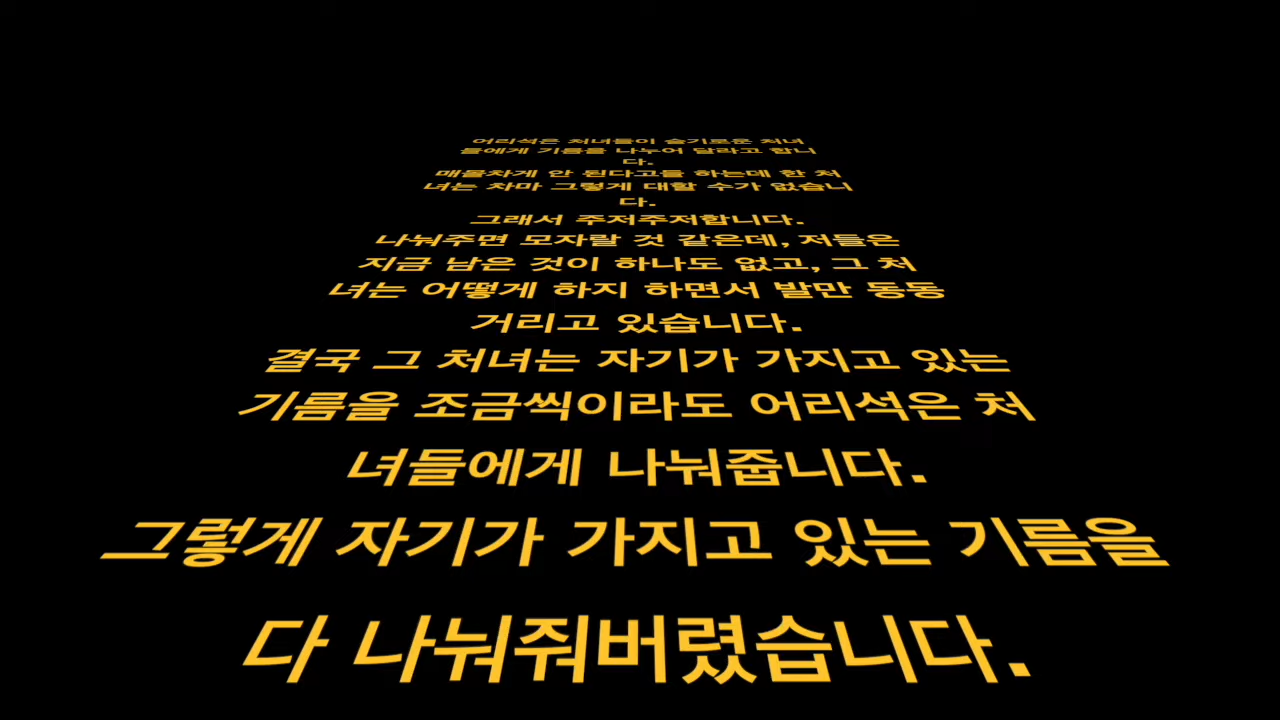 어리석은 처녀들이 슬기로운 처녀
들에게 기름을 나누어 달라고 합니
다.
매몰차게 안 된다고들 하는데 한 처
녀는 차마 그렇게 대할 수가 없습니
다.
그래서 주저주저합니다.
나눠주면 모자랄 것 같은데, 저들은
지금 남은 것이 하나도 없고, 그 처
녀는 어떻게 하지 하면서 발만 동동
거리고 있습니다.
결국 그 처녀는 자기가 가지고 있는
기름을 조금씩이라도 어리석은 처
녀들에게 나눠줍니다.
그렇게 자기가 가지고 있는 기름을
다 나눠줘버렸습니다.